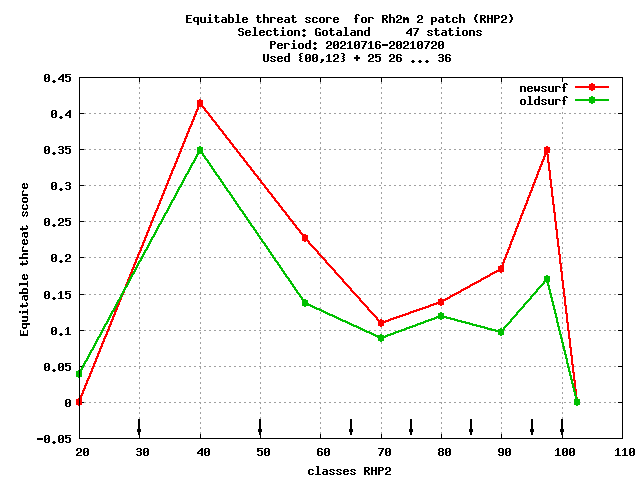 Equitable threat score  for Rh2m 2 patch (RHP2)
Selection: Gotaland     47 stations
Period: 20210716-20210720
Used {00,12} + 25 26 ... 36
newsurf
oldsurf
0.45
0.4
0.35
0.3
0.25
0.2
0.15
0.1
0.05
0
-0.05
Equitable threat score
20 30 40 50 60 70 80 90 100 110
classes RHP2